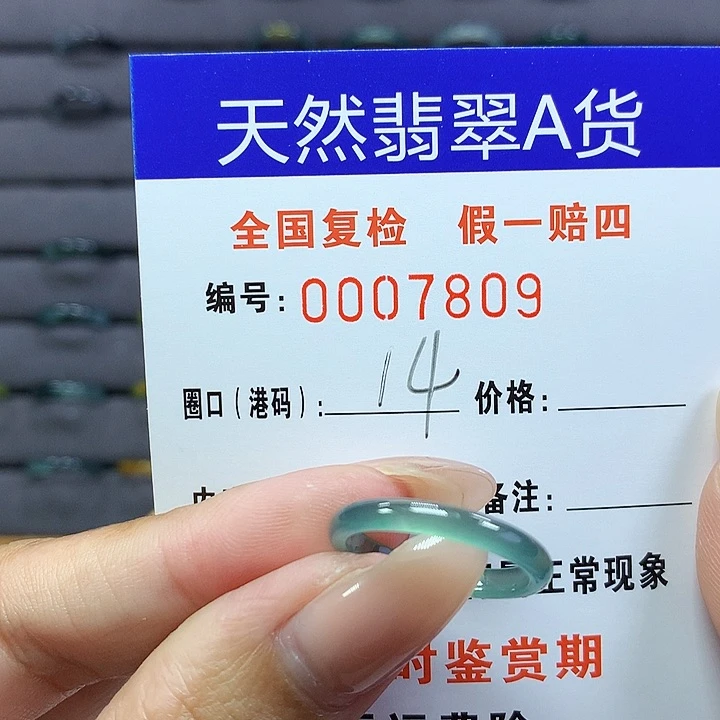 天然翡翠A货
全国复检 假一赔四
编号:0007809
圈口(港码):14 价格:
备注:
正常现象
时鉴赏期